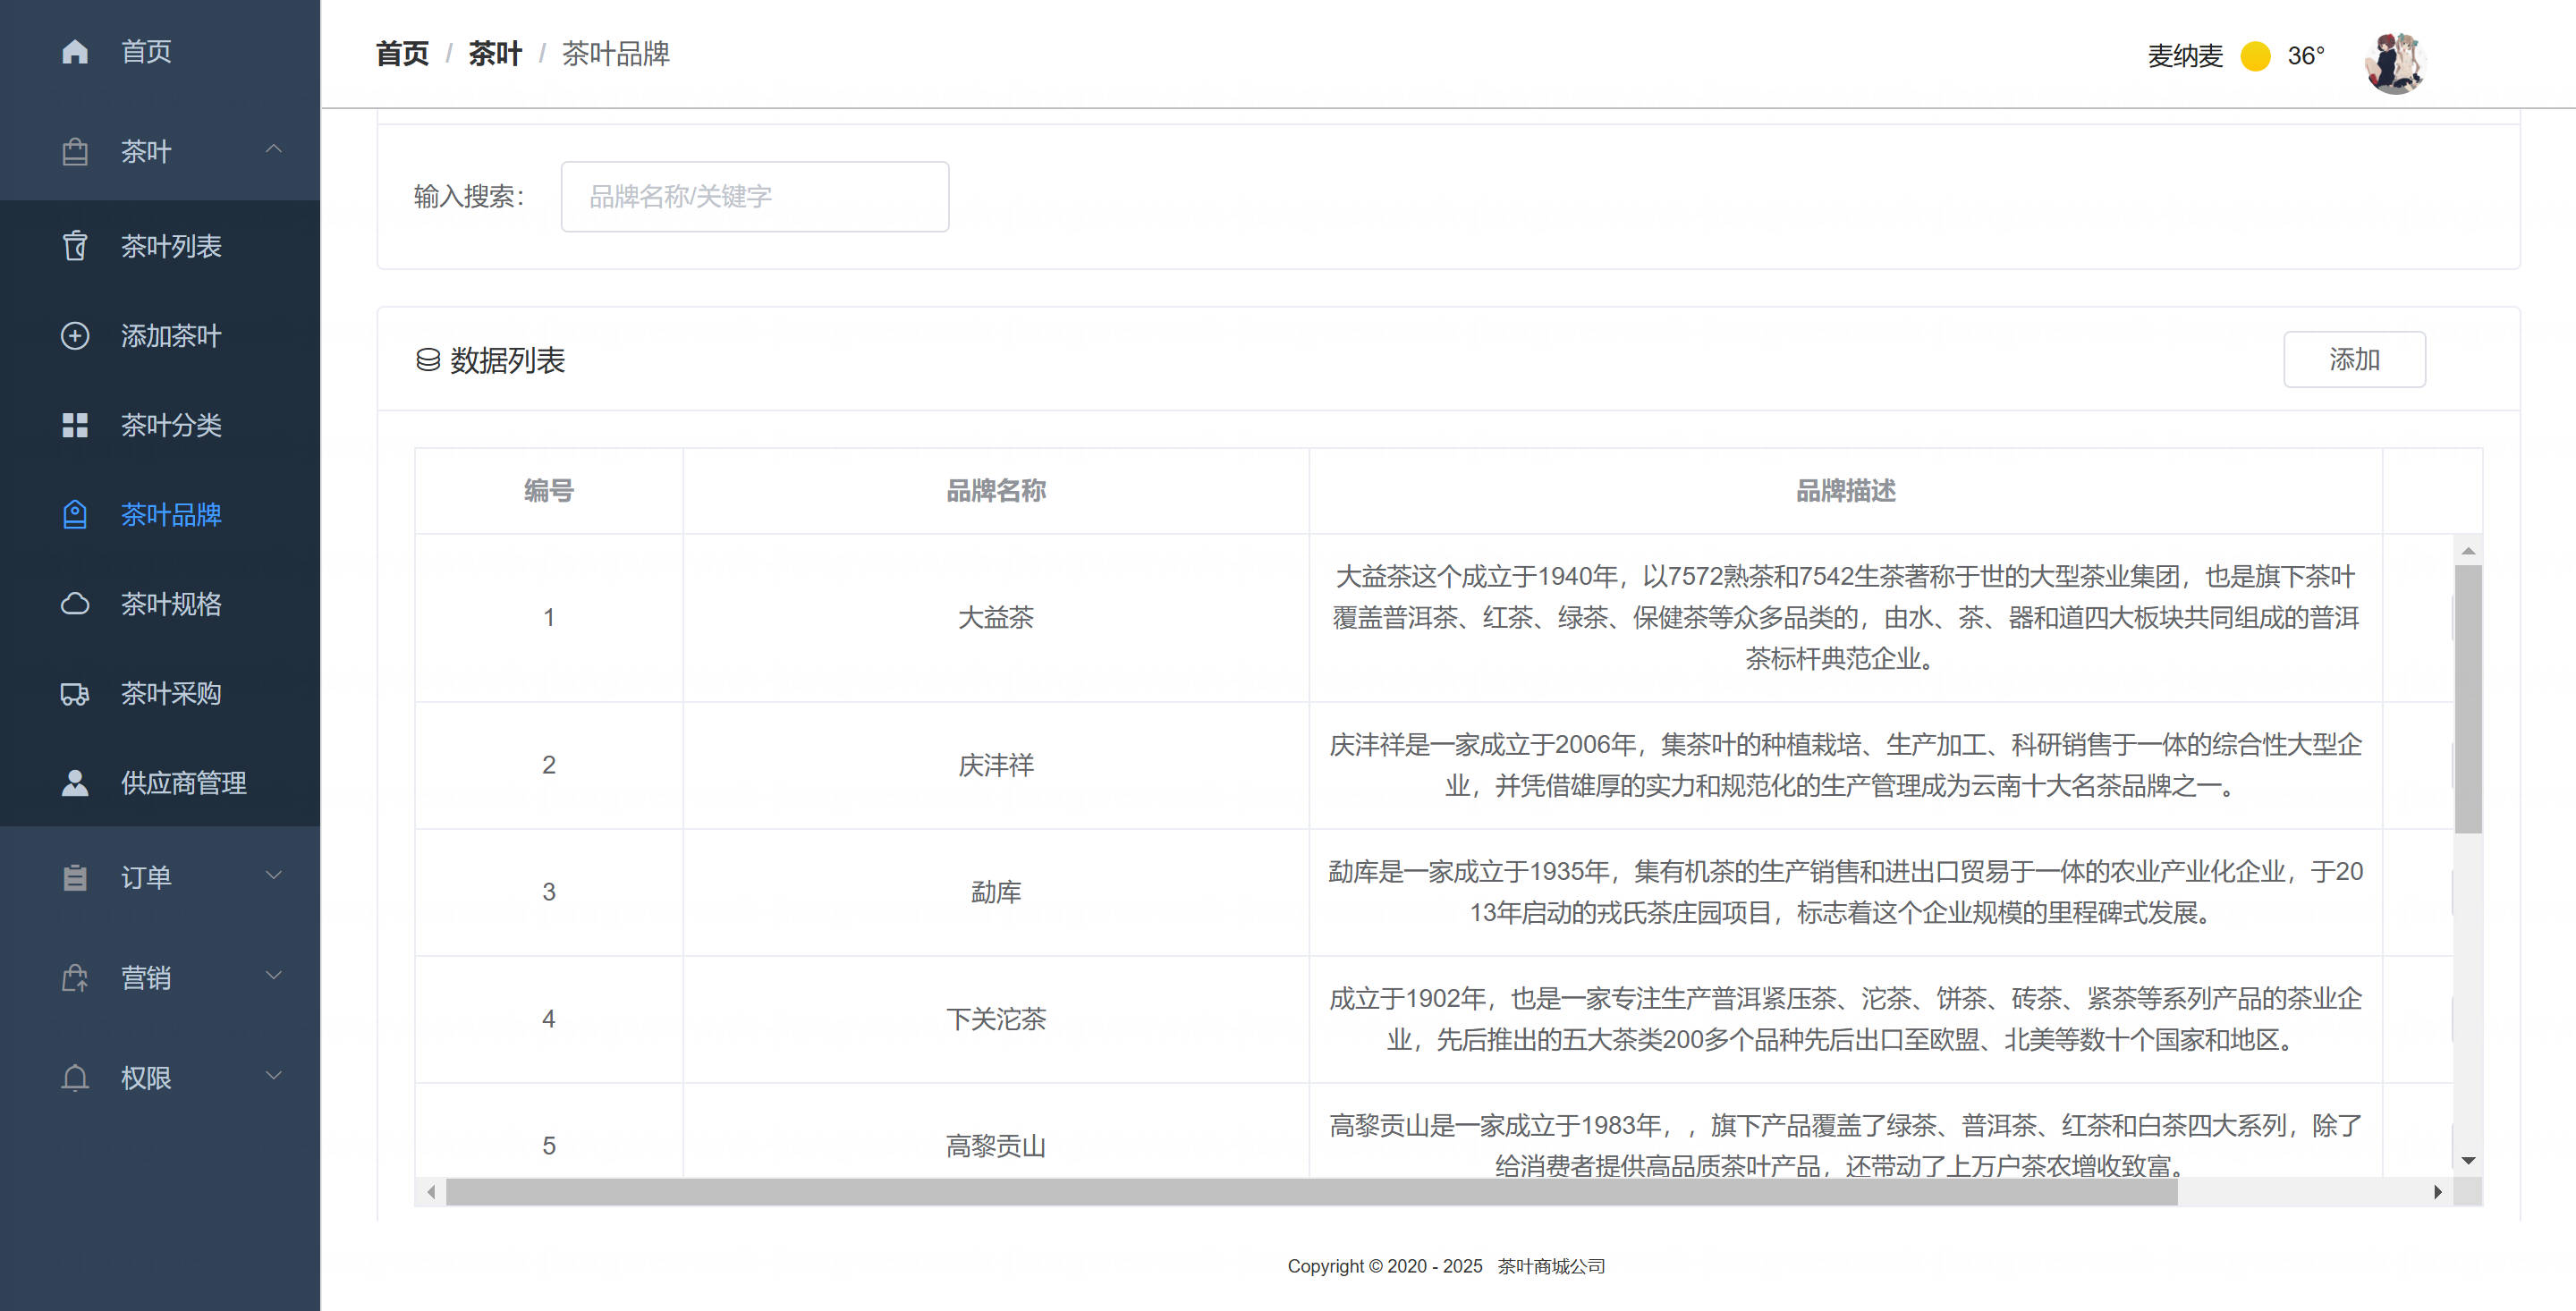 首页
茶叶
茶叶列表
添加茶叶
茶叶分类
茶叶品牌
茶叶规格
茶叶采购
供应商管理
订单
营销
权限
首页 / 茶叶 / 茶叶品牌
麦纳麦 36°
输入搜索： 品牌名称/关键字
数据列表 添加
编号 品牌名称 品牌描述
1 大益茶 大益茶这个成立于1940年，以7572熟茶和7542生茶著称于世的大型茶业集团，也是旗下茶叶
覆盖普洱茶、红茶、绿茶、保健茶等众多品类的，由水、茶、器和道四大板块共同组成的普洱
茶标杆典范企业。
2 庆沣祥 庆沣祥是一家成立于2006年，集茶叶的种植栽培、生产加工、科研销售于一体的综合性大型企
业，并凭借雄厚的实力和规范化的生产管理成为云南十大名茶品牌之一。
3 勐库 勐库是一家成立于1935年，集有机茶的生产销售和进出口贸易于一体的农业产业化企业，于20
13年启动的戎氏茶庄园项目，标志着这个企业规模的里程碑式发展。
4 下关沱茶 成立于1902年，也是一家专注生产普洱紧压茶、沱茶、饼茶、砖茶、紧茶等系列产品的茶业企
业，先后推出的五大茶类200多个品种先后出口至欧盟、北美等数十个国家和地区。
5 高黎贡山 高黎贡山是一家成立于1983年，，旗下产品覆盖了绿茶、普洱茶、红茶和白茶四大系列，除了
给消费者提供高品质茶叶产品，还带动了上万户茶农增收致富。
Copyright © 2020 - 2025 茶叶商城公司